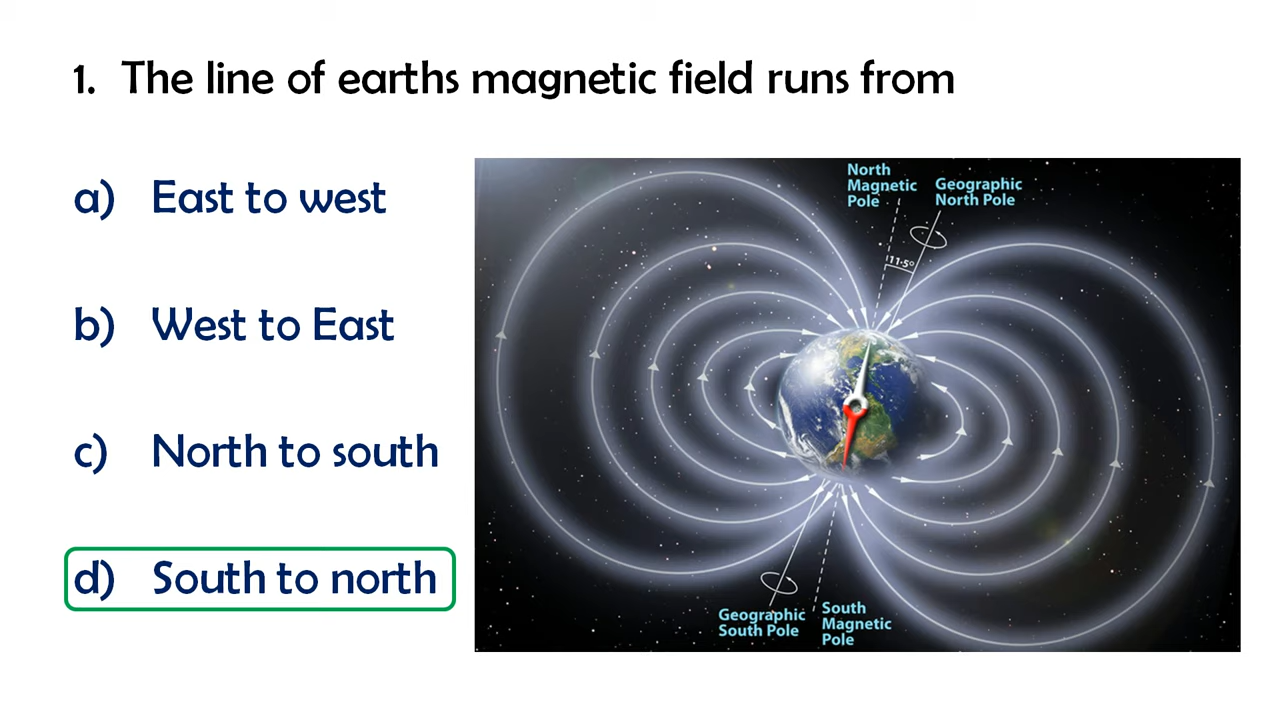 1. The line of earths magnetic field runs from
a) East to west
b) West to East
c) North to south
d) South to north
North
Magnetic
Pole
Geographic
North Pole
11·5°
Geographic
South Pole
South
Magnetic
Pole